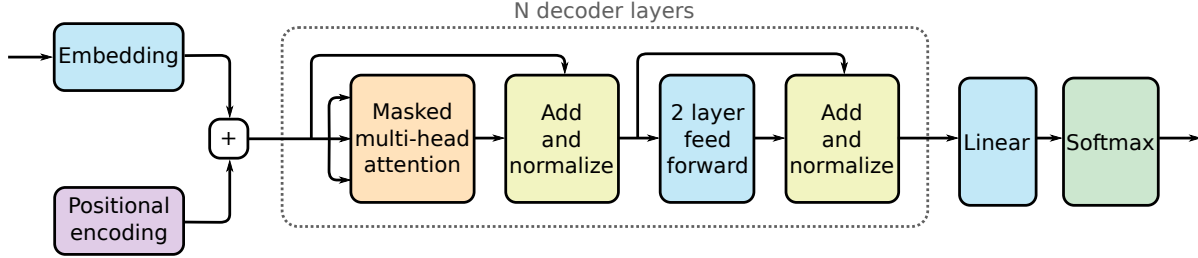 N decoder layers
Embedding
+
Positional
encoding
Masked
multi-head
attention
Add
and
normalize
2 layer
feed
forward
Add
and
normalize
Linear
Softmax